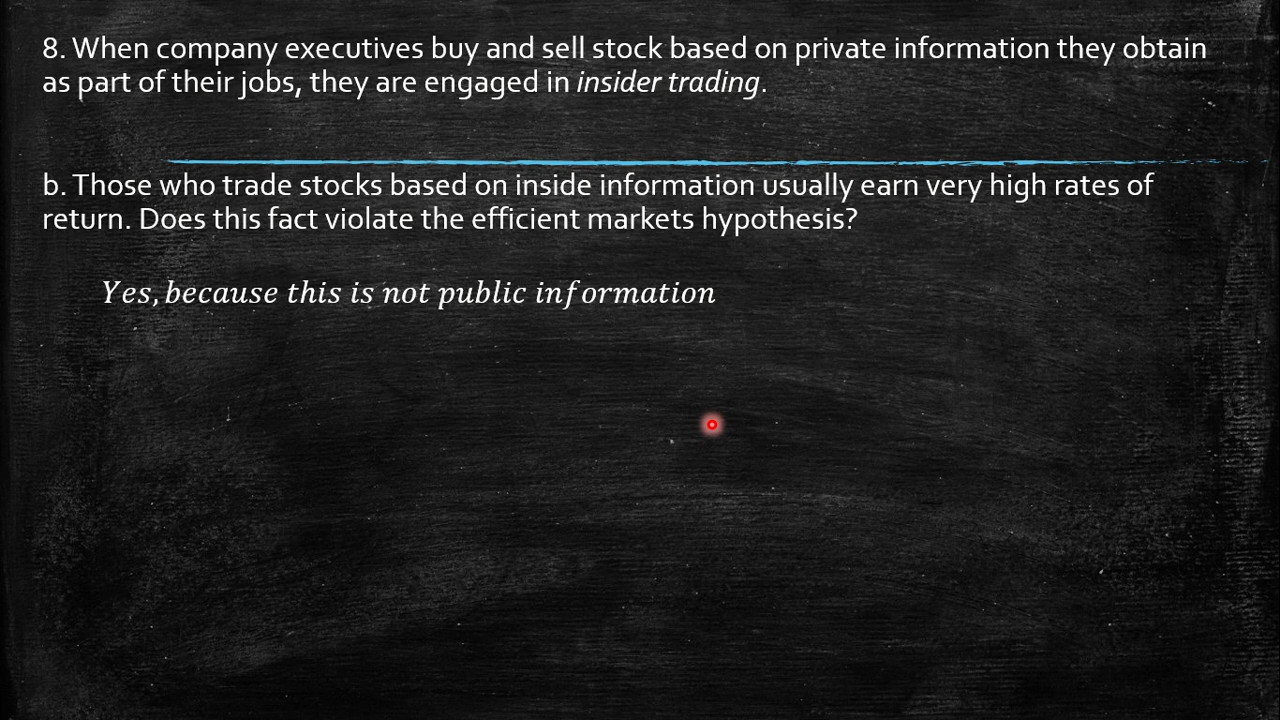 8. When company executives buy and sell stock based on private information they obtain
as part of their jobs, they are engaged in insider trading.
b. Those who trade stocks based on inside information usually earn very high rates of
return. Does this fact violate the efficient markets hypothesis?
Yes, because this is not public information